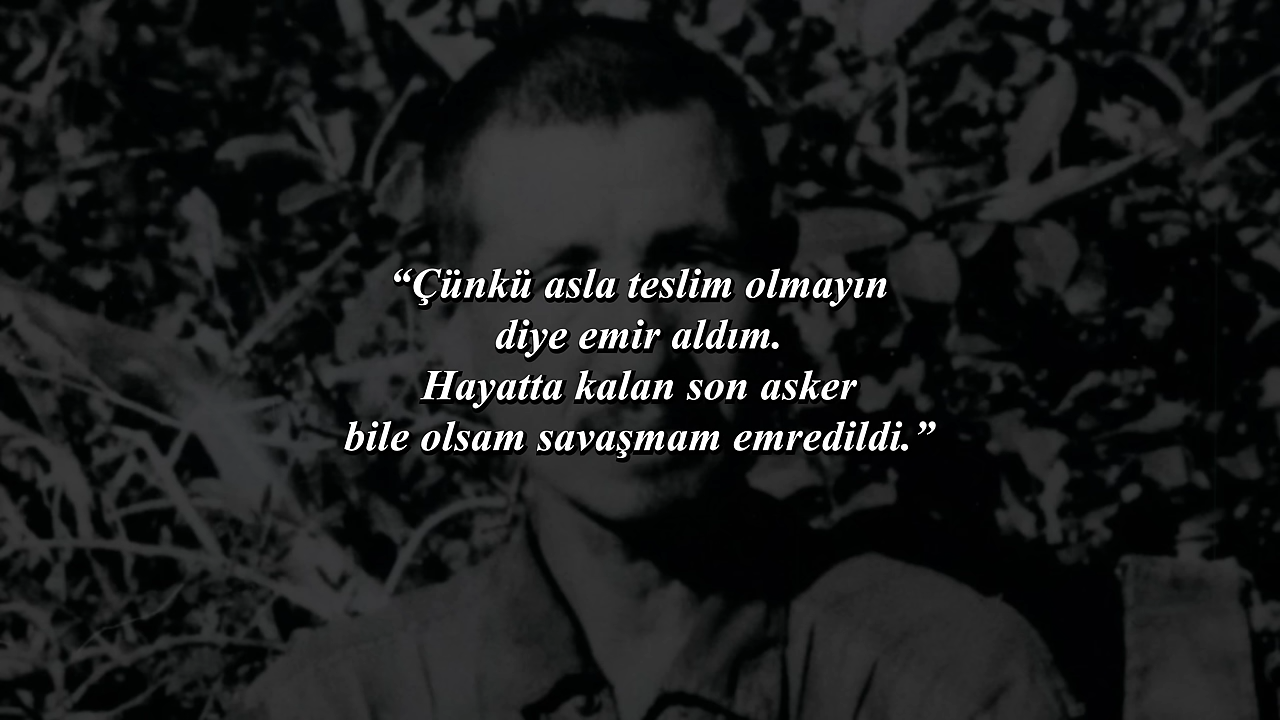 “Çünkü asla teslim olmayın
diye emir aldım.
Hayatta kalan son asker
bile olsam savaşmam emredildi.”